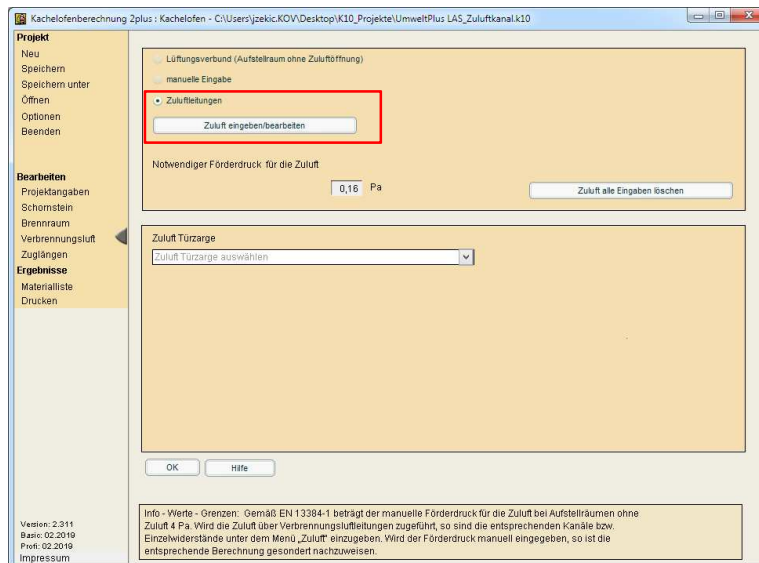 Kachelofenberechnung 2plus : Kachelofen - C:\Users\jzekic.KOV\Desktop\K10_Projekte\UmweltPlus LAS_Zuluftkanal.k10
Projekt
Neu
Speichern
Speichern unter
Öffnen
Optionen
Beenden
Bearbeiten
Projektangaben
Schornstein
Brennraum
Verbrennungsluft
Zuglängen
Ergebnisse
Materialliste
Drucken
Version: 2.311
Basic: 02.2019
Profi: 02.2019
Impressum
Lüftungsverbund (Aufstellraum ohne Zuluftöffnung)
manuelle Eingabe
Zuluftleitungen
Zuluft eingeben/bearbeiten
Notwendiger Förderdruck für die Zuluft
0,16 Pa
Zuluft alle Eingaben löschen
Zuluft Türzarge
Zuluft Türzarge auswählen
OK
Hilfe
Info - Werte - Grenzen: Gemäß EN 13384-1 beträgt der manuelle Förderdruck für die Zuluft bei Aufstellräumen ohne
Zuluft 4 Pa. Wird die Zuluft über Verbrennungsluftleitungen zugeführt, so sind die entsprechenden Kanäle bzw.
Einzelwiderstände unter dem Menü „Zuluft" einzugeben. Wird der Förderdruck manuell eingegeben, so ist die
entsprechende Berechnung gesondert nachzuweisen.